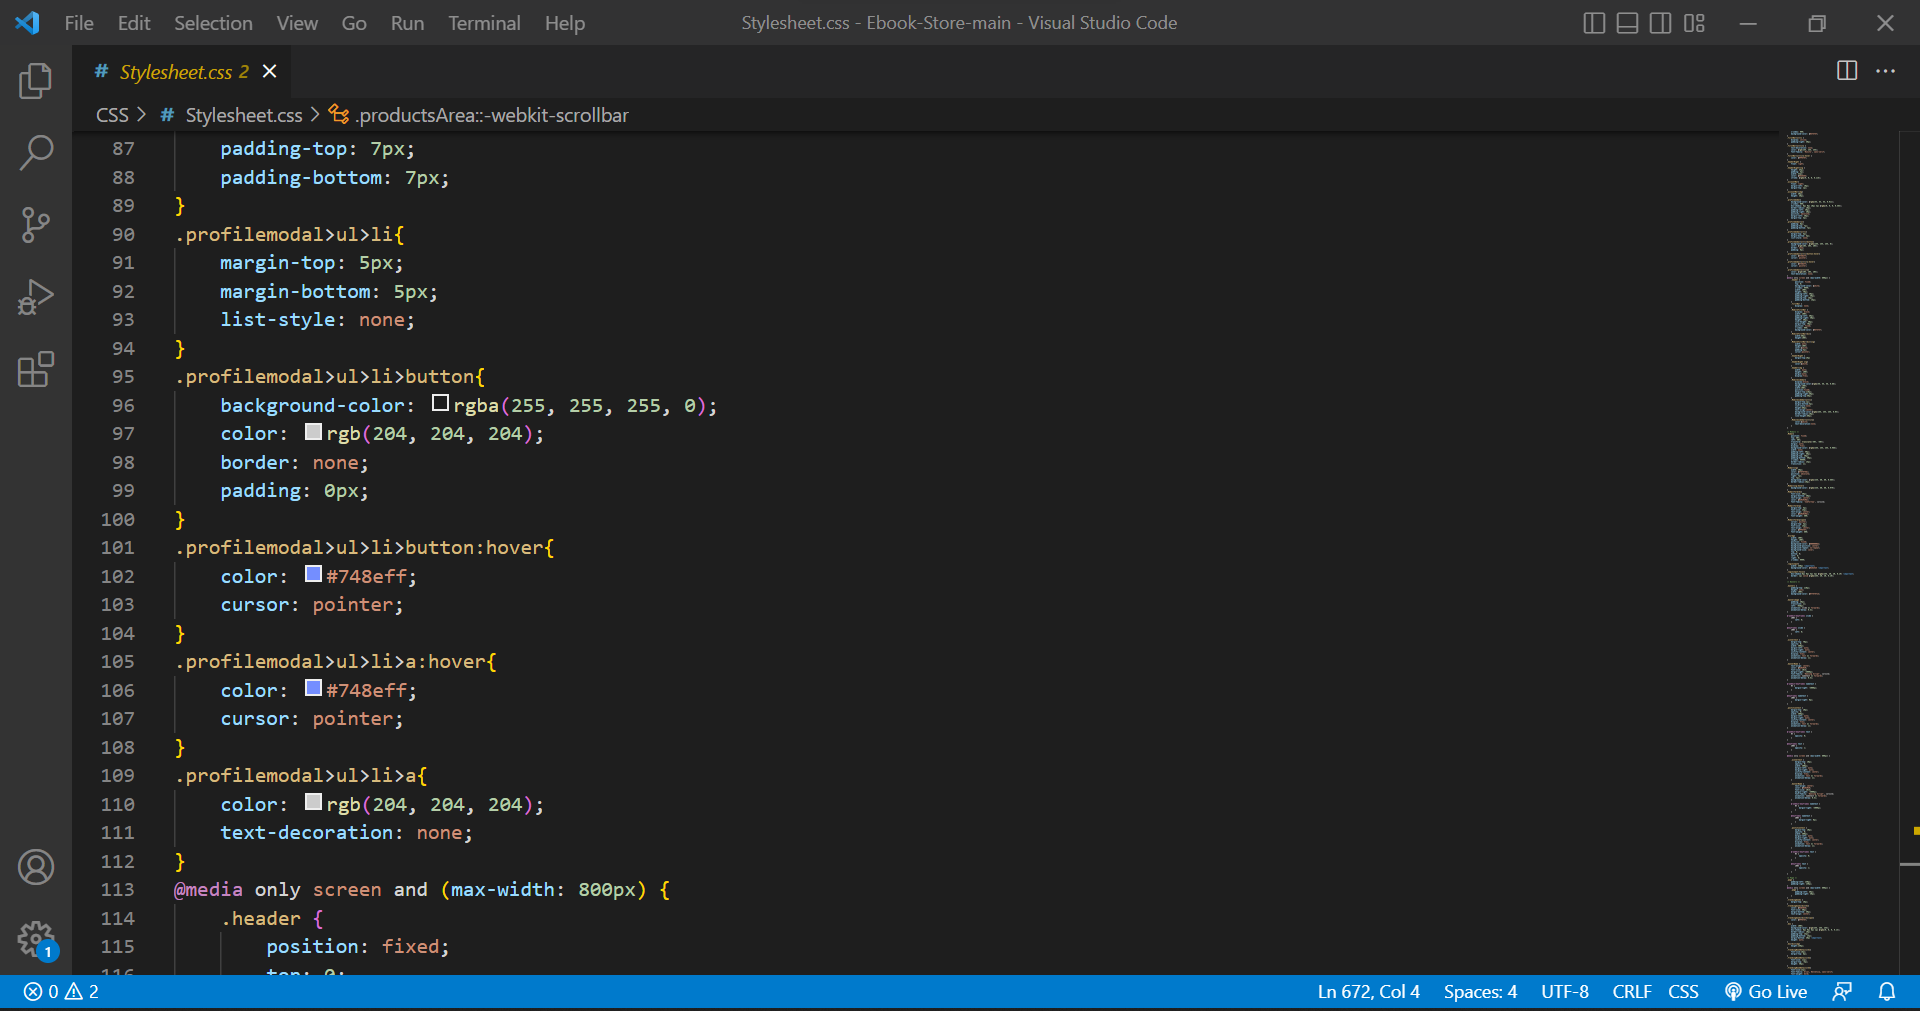 File Edit Selection View Go Run Terminal Help
Stylesheet.css - Ebook-Store-main - Visual Studio Code
# Stylesheet.css 2
CSS > # Stylesheet.css > .productsArea::-webkit-scrollbar
87 padding-top: 7px;
88 padding-bottom: 7px;
89 }
90 .profilemodal>ul>li{
91 margin-top: 5px;
92 margin-bottom: 5px;
93 list-style: none;
94 }
95 .profilemodal>ul>li>button{
96 background-color: rgba(255, 255, 255, 0);
97 color: rgb(204, 204, 204);
98 border: none;
99 padding: 0px;
100 }
101 .profilemodal>ul>li>button:hover{
102 color: #748eff;
103 cursor: pointer;
104 }
105 .profilemodal>ul>li>a:hover{
106 color: #748eff;
107 cursor: pointer;
108 }
109 .profilemodal>ul>li>a{
110 color: rgb(204, 204, 204);
111 text-decoration: none;
112 }
113 @media only screen and (max-width: 800px) {
114 .header {
115 position: fixed;
116 top: 0;
1
0 2 Ln 672, Col 4 Spaces: 4 UTF-8 CRLF CSS Go Live